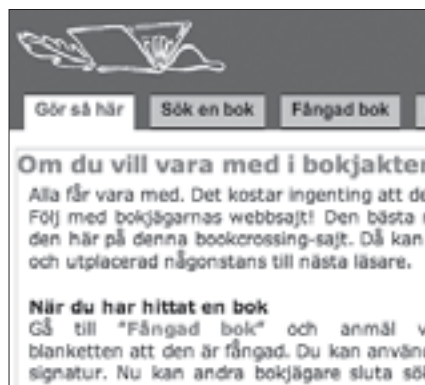 Gör så här Sök en bok Fångad bok
Om du vill vara med i bokjakten
Alla får vara med. Det kostar ingenting att de
Följ med bokjägarnas webbsajt! Den bästa
den här på denna bookcrossing-sajt. Då kan
och utplacerad någonstans till nästa läsare.
När du har hittat en bok
Gå till "Fångad bok" och anmäl v
blanketten att den är fångad. Du kan använd
signatur. Nu kan andra bokjägare sluta sök